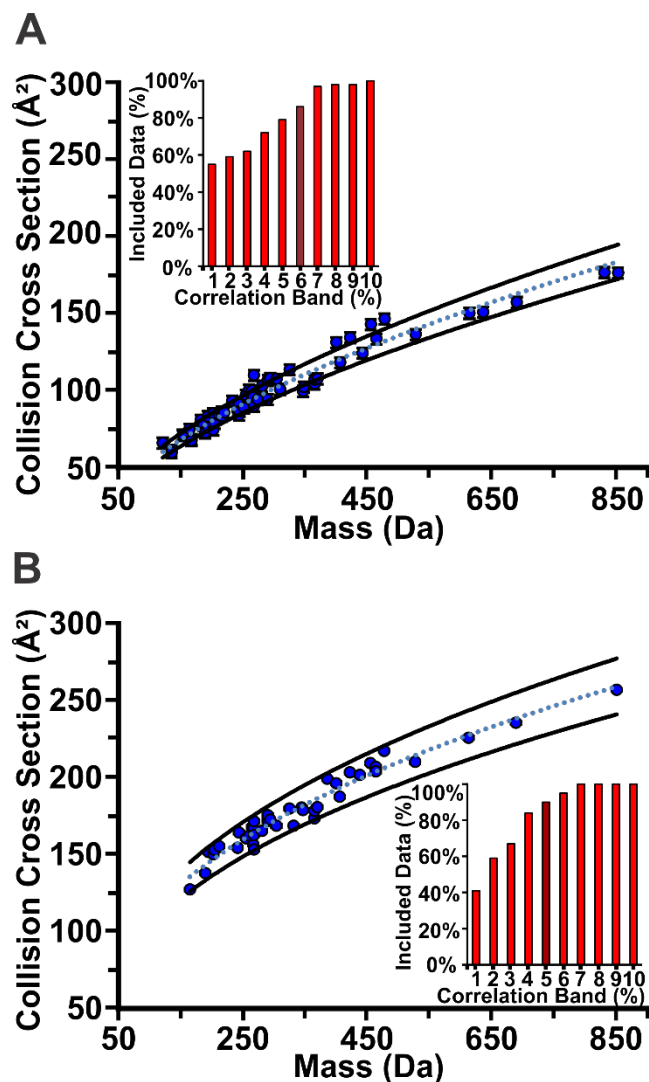 A
Collision Cross Section (Å²)
300
250
200
150
100
50
50
250
450
650
850
Mass (Da)
Included Data (%)
100%
80%
60%
40%
20%
0%
1 2 3 4 5 6 7 8 9 10
Correlation Band (%)
B
Collision Cross Section (Å²)
300
250
200
150
100
50
50
250
450
650
850
Mass (Da)
Included Data (%)
100%
80%
60%
40%
20%
0%
1 2 3 4 5 6 7 8 9 10
Correlation Band (%)